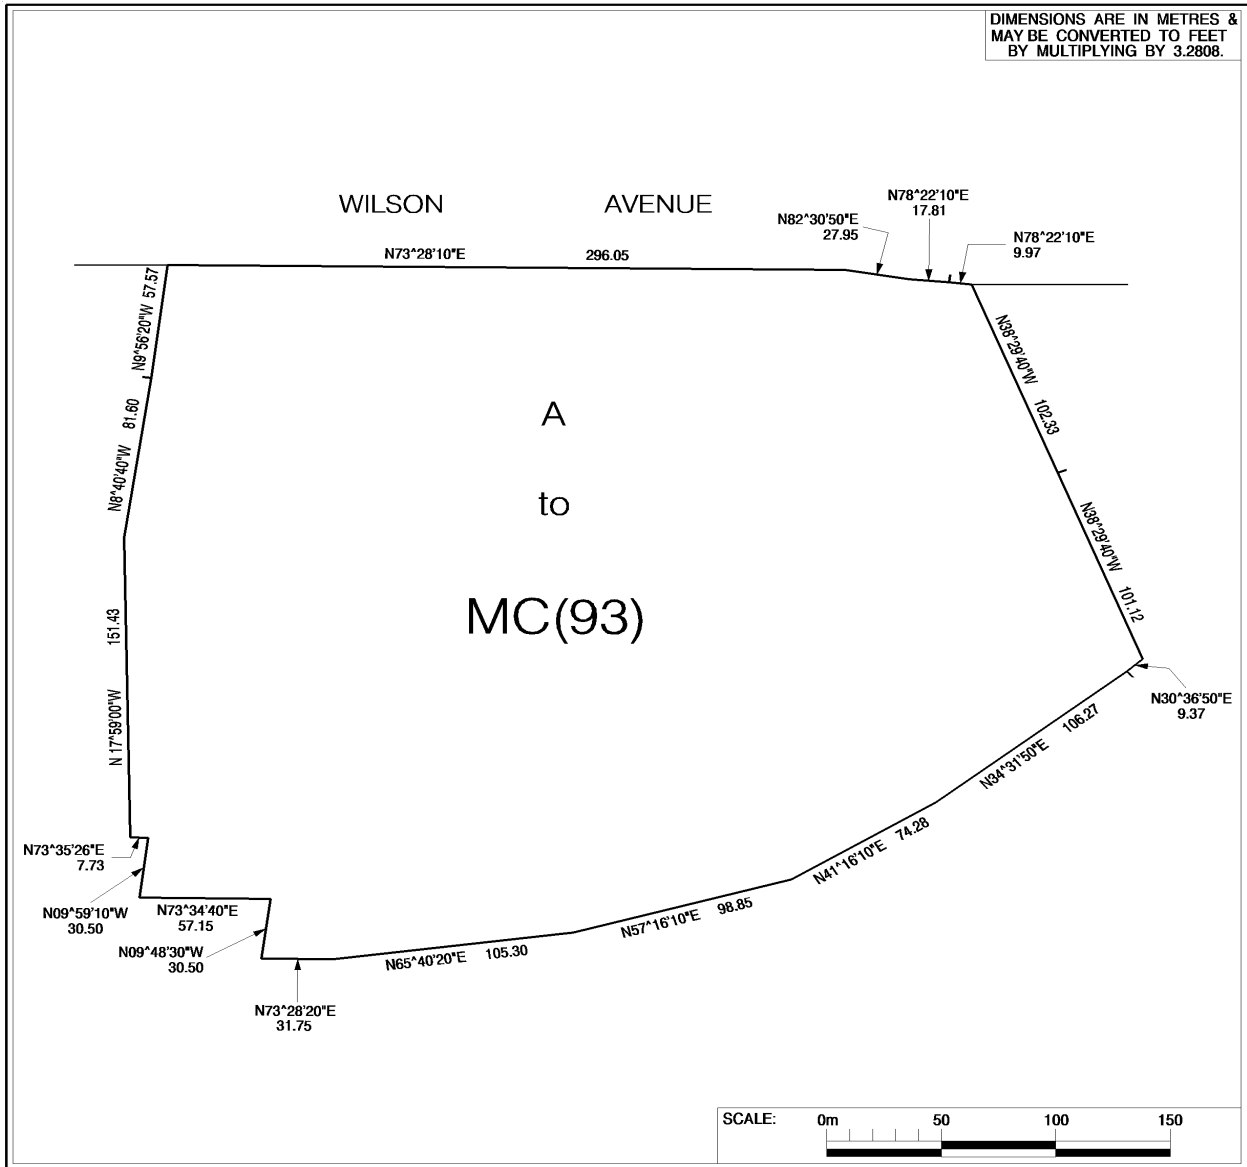 DIMENSIONS ARE IN METRES &
MAY BE CONVERTED TO FEET
BY MULTIPLYING BY 3.2808.
WILSON AVENUE
N78^22'10"E
17.81
N82^30'50"E
27.95
N78^22'10"E
9.97
N73^28'10"E 296.05
N9^56'20"W 57.57
N8^40'40"W 81.60
N 17^59'00"W 151.43
A
to
MC(93)
N38^29'40"W 102.33
N38^29'40"W 101.12
N30^36'50"E
9.37
N34^31'50"E 106.27
N41^16'10"E 74.28
N57^16'10"E 98.85
N65^40'20"E 105.30
N73^35'26"E
7.73
N09^59'10"W
30.50
N73^34'40"E
57.15
N09^48'30"W
30.50
N73^28'20"E
31.75
SCALE: 0m 50 100 150